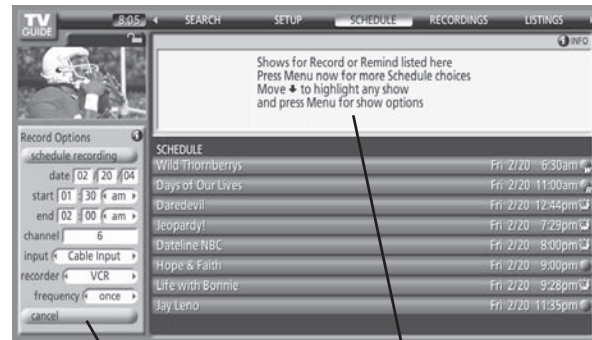 TV GUIDE
8:05 SEARCH SETUP SCHEDULE RECORDINGS LISTINGS
i INFO
Shows for Record or Remind listed here
Press Menu now for more Schedule choices
Move to highlight any show
and press Menu for show options
Record Options i
schedule recording
date 02 / 20 / 04
start 01 : 30 am
end 02 : 00 am
channel 6
input Cable Input
recorder VCR
frequency once
cancel
SCHEDULE
Wild Thornberrys Fri 2/20 6:30am W
Days of Our Lives Fri 2/20 11:00am R
Daredevil Fri 2/20 12:44pm
Jeopardy! Fri 2/20 7:29pm
Dateline NBC Fri 2/20 8:00pm
Hope & Faith Fri 2/20 9:00pm
Life with Bonnie Fri 2/20 9:28pm
Jay Leno Fri 2/20 11:35pm